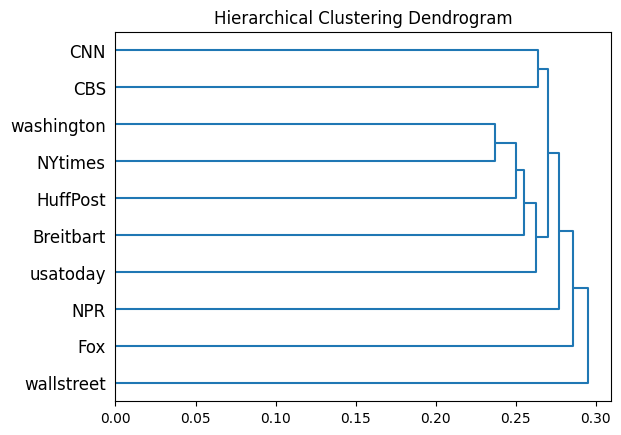 Hierarchical Clustering Dendrogram
CNN
CBS
washington
NYtimes
HuffPost
Breitbart
usatoday
NPR
Fox
wallstreet
0.00 0.05 0.10 0.15 0.20 0.25 0.30